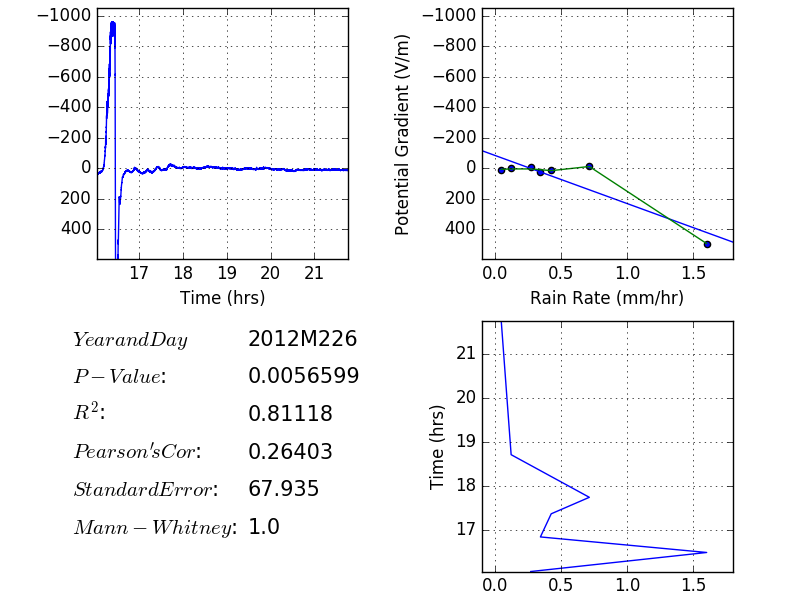 −1000
−800
−600
−400
−200
0
200
400
17 18 19 20 21
Time (hrs)
Potential Gradient (V/m)
−1000
−800
−600
−400
−200
0
200
400
0.0 0.5 1.0 1.5
Rain Rate (mm/hr)
YearandDay 2012M226
P−Value: 0.0056599
R²: 0.81118
Pearson'sCor: 0.26403
StandardError: 67.935
Mann−Whitney: 1.0
Time (hrs)
21
20
19
18
17
0.0 0.5 1.0 1.5